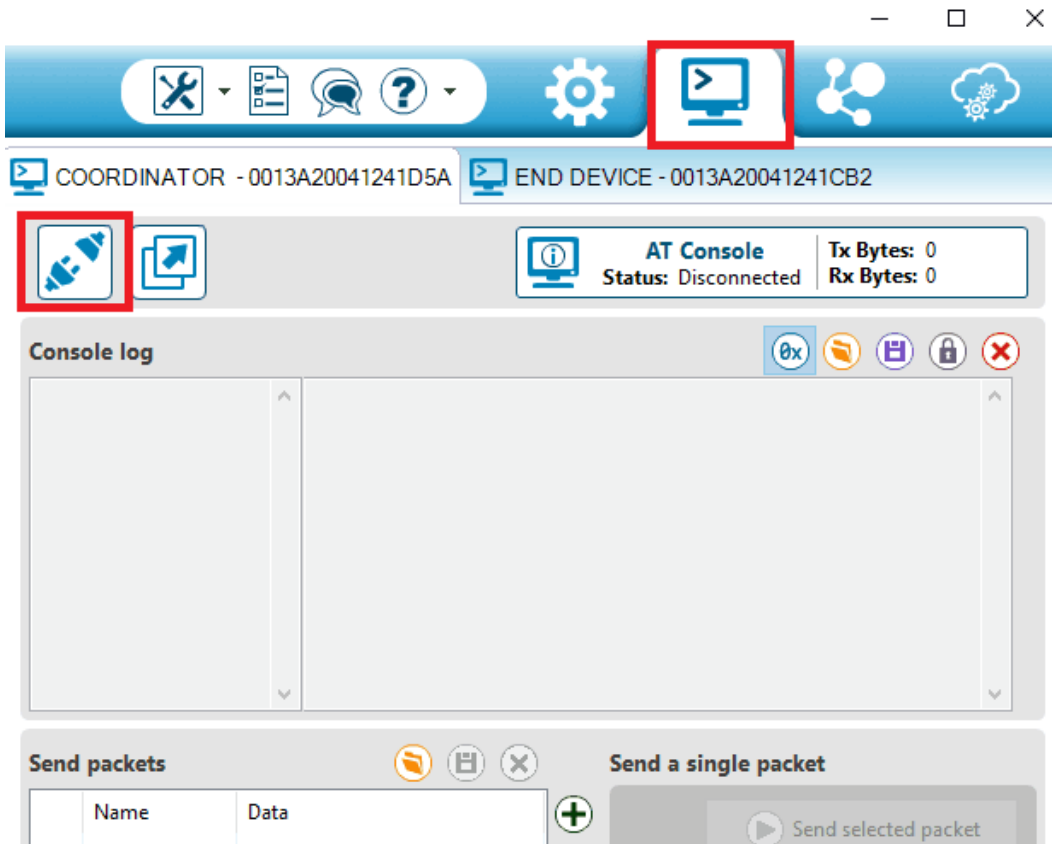 COORDINATOR - 0013A20041241D5A
END DEVICE - 0013A20041241CB2
AT Console
Status: Disconnected
Tx Bytes: 0
Rx Bytes: 0
Console log
0x
Send packets
Name Data
Send a single packet
Send selected packet